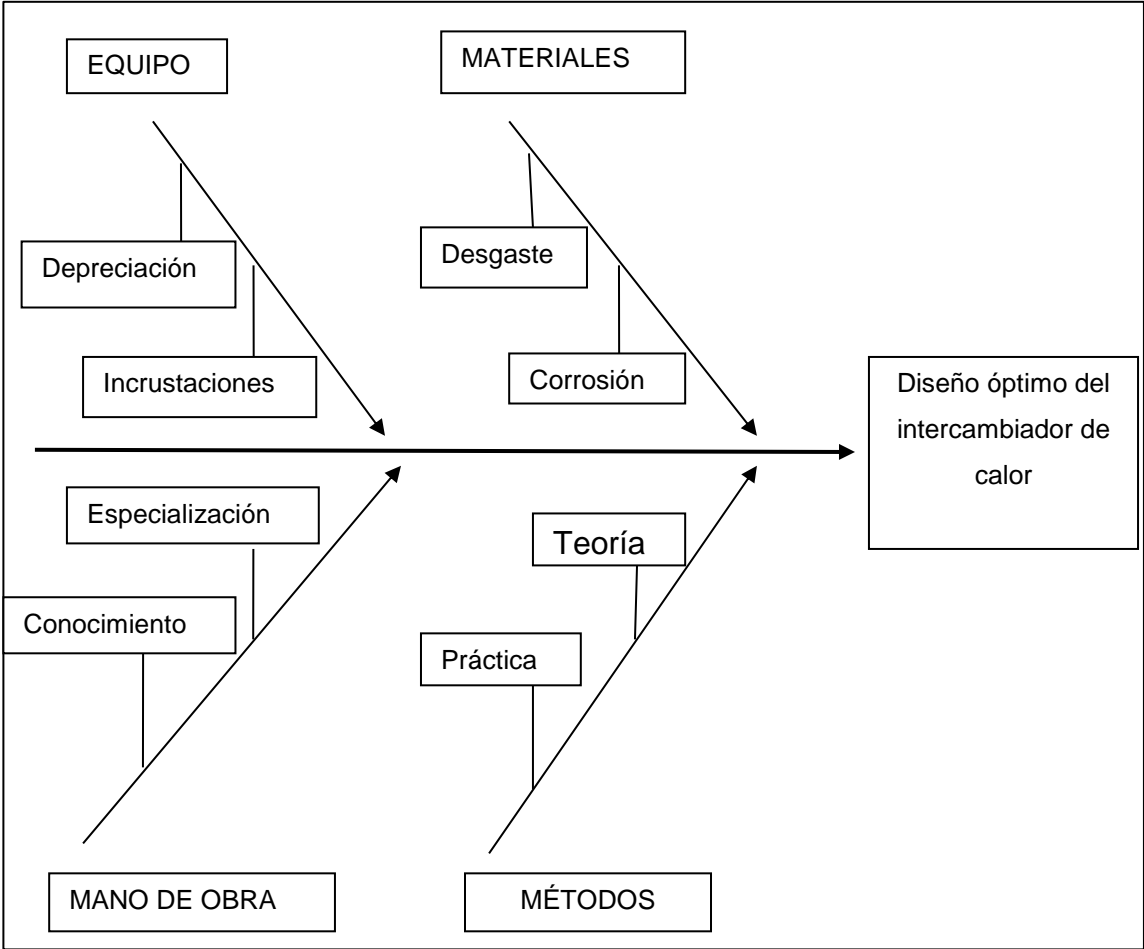 EQUIPO
MATERIALES
Depreciación
Desgaste
Incrustaciones
Corrosión
Diseño óptimo del
intercambiador de
calor
Especialización
Teoría
Conocimiento
Práctica
MANO DE OBRA
MÉTODOS